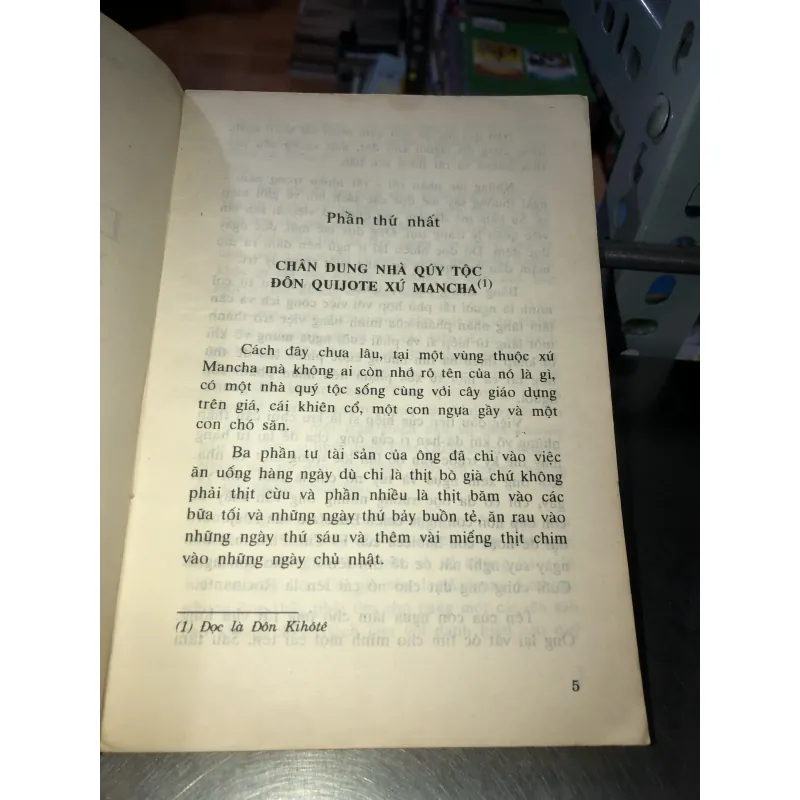 Phần thứ nhất
CHÂN DUNG NHÀ QÚY TỘC
ĐÔN QUIJOTE XỨ MANCHA(1)
Cách đây chưa lâu, tại một vùng thuộc xứ
Mancha mà không ai còn nhớ rõ tên của nó là gì,
có một nhà quý tộc sống cùng với cây giáo dựng
trên giá, cái khiên cổ, một con ngựa gầy và một
con chó săn.
Ba phần tư tài sản của ông đã chi vào việc
ăn uống hàng ngày dù chỉ là thịt bò già chứ không
phải thịt cừu và phần nhiều là thịt băm vào các
bữa tối và những ngày thứ bảy buồn tẻ, ăn rau vào
những ngày thứ sáu và thêm vài miếng thịt chim
vào những ngày chủ nhật.
(1) Đọc là Đôn Kihôtê
5